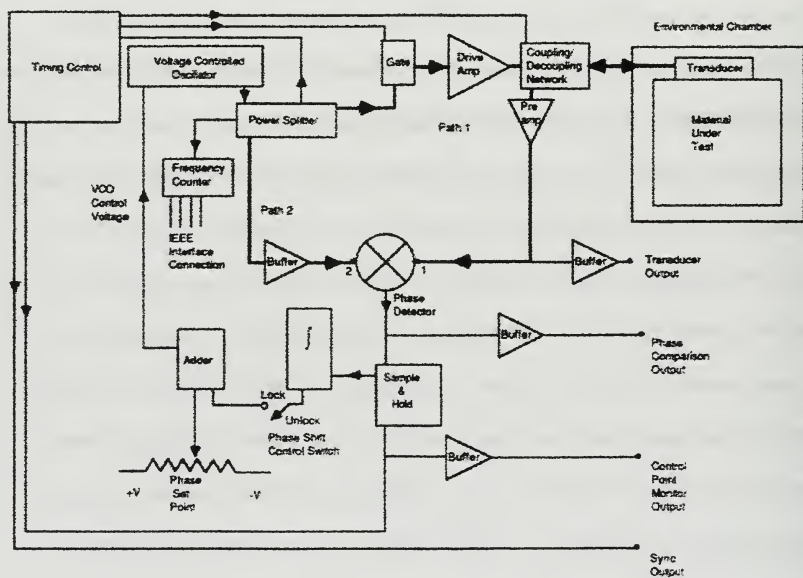 Environmental Chamber
Timing Control
Voltage Controlled
Oscillator
Gate
Drive
Amp
Coupling/
Decoupling
Network
Transducer
Power Splitter
Pre
amp
Material
Under
Test
Path 1
Frequency
Counter
VCO
Control
Voltage
Path 2
IEEE
Interface
Connection
Buffer
2
1
Buffer
Transducer
Output
Phase
Detector
∫
Buffer
Phase
Comparison
Output
Adder
Sample
&
Hold
Lock
Unlock
Phase Shift
Control Switch
Buffer
+V
Phase
Set
Point
-V
Control
Point
Monitor
Output
Sync
Output